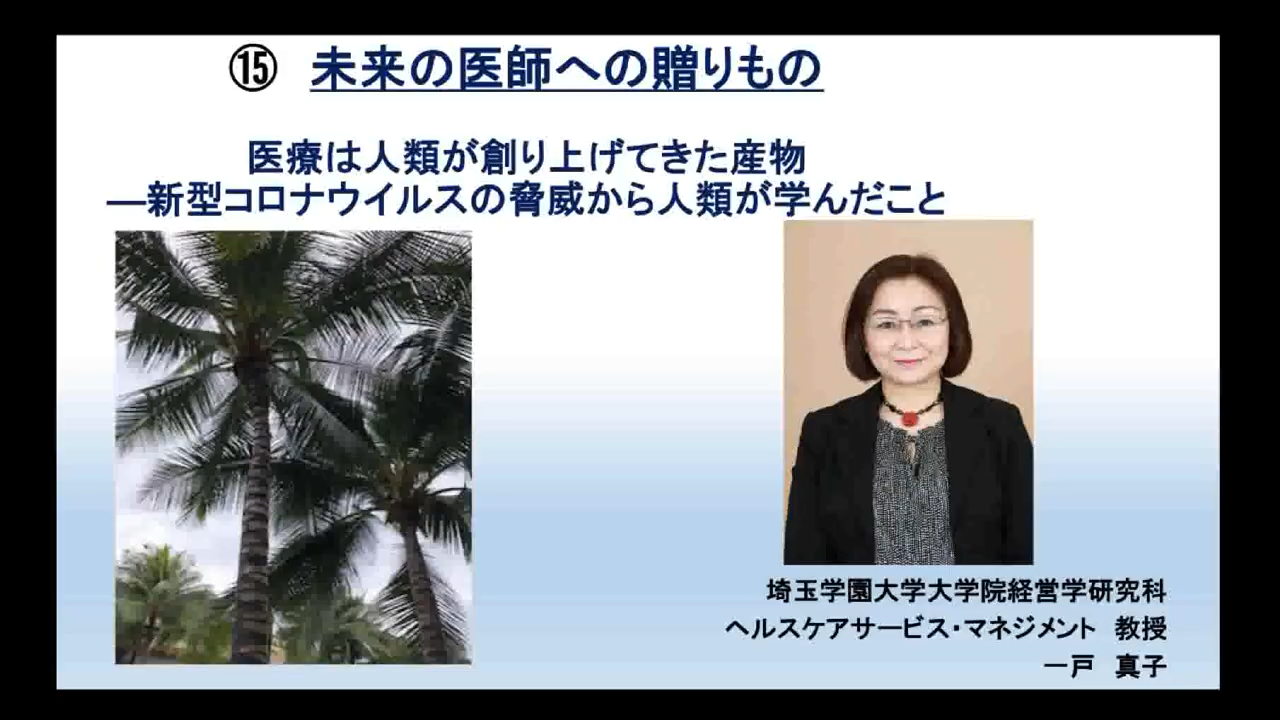 ⑮ 未来の医師への贈りもの
医療は人類が創り上げてきた産物
―新型コロナウイルスの脅威から人類が学んだこと
埼玉学園大学大学院経営学研究科
ヘルスケアサービス・マネジメント 教授
一戸 真子